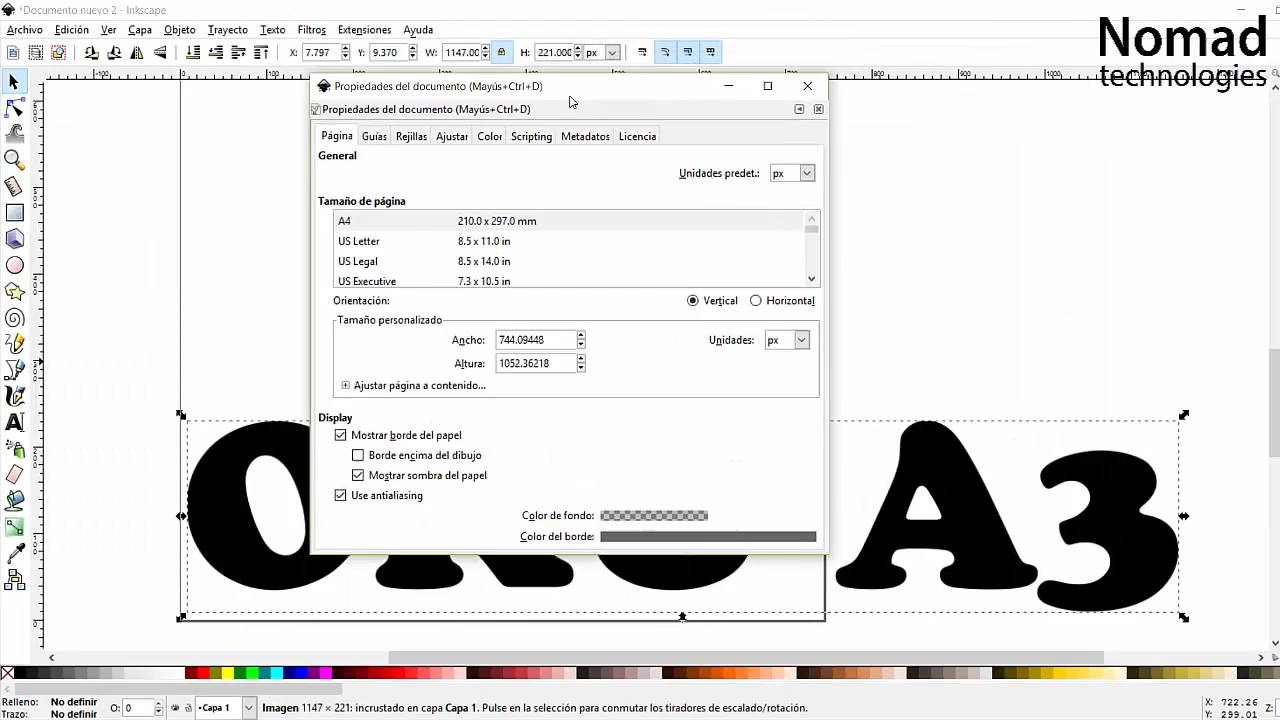 *Documento nuevo 2 - Inkscape
Archivo Edición Ver Capa Objeto Trayecto Texto Filtros Extensiones Ayuda
X: 7.797 Y: 9.370 W: 1147.00 H: 221.000 px
Nomad
technologies
Propiedades del documento (Mayús+Ctrl+D)
Propiedades del documento (Mayús+Ctrl+D)
Página Guías Rejillas Ajustar Color Scripting Metadatos Licencia
General
Unidades predet.: px
Tamaño de página
A4 210.0 x 297.0 mm
US Letter 8.5 x 11.0 in
US Legal 8.5 x 14.0 in
US Executive 7.3 x 10.5 in
Orientación: Vertical Horizontal
Tamaño personalizado
Ancho: 744.09448 Unidades: px
Altura: 1052.36218
Ajustar página a contenido...
Display
Mostrar borde del papel
Borde encima del dibujo
Mostrar sombra del papel
Use antialiasing
Color de fondo:
Color del borde:
A3
Relleno: No definir
Trazo: No definir
O: 0
Capa 1
Imagen 1147 × 221: incrustado en capa Capa 1. Pulse en la selección para conmutar los tiradores de escalado/rotación.
X: 722.26
Y: 299.01
Z: